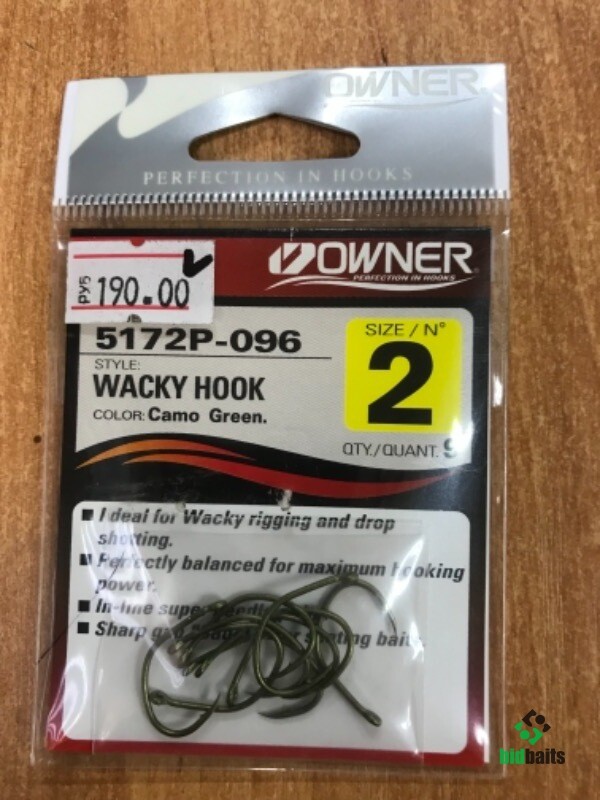 OWNER
PERFECTION IN HOOKS
OWNER
PERFECTION IN HOOKS
РУБ 190.00
5172P-096
STYLE:
WACKY HOOK
COLOR: Camo Green.
SIZE / N°
2
QTY./QUANT. 9
■ Ideal for Wacky rigging and drop
shotting.
■ Perfectly balanced for maximum hooking
power.
■ In-line super
■ Sharp baits.
bidbaits